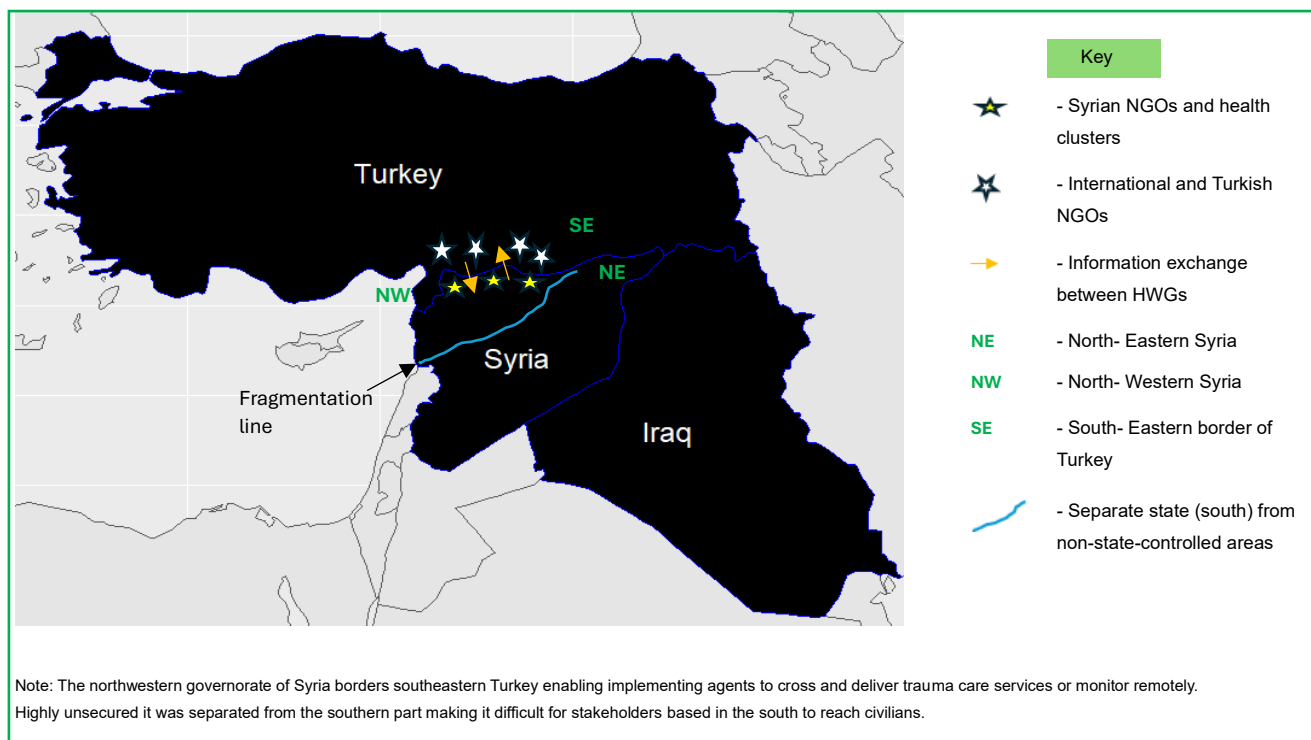 Turkey
SE
NE
NW
Syria
Fragmentation
line
Iraq
Key
- Syrian NGOs and health
clusters
- International and Turkish
NGOs
- Information exchange
between HWGs
NE - North- Eastern Syria
NW - North- Western Syria
SE - South- Eastern border of
Turkey
- Separate state (south) from
non-state-controlled areas
Note: The northwestern governorate of Syria borders southeastern Turkey enabling implementing agents to cross and deliver trauma care services or monitor remotely.
Highly unsecured it was separated from the southern part making it difficult for stakeholders based in the south to reach civilians.